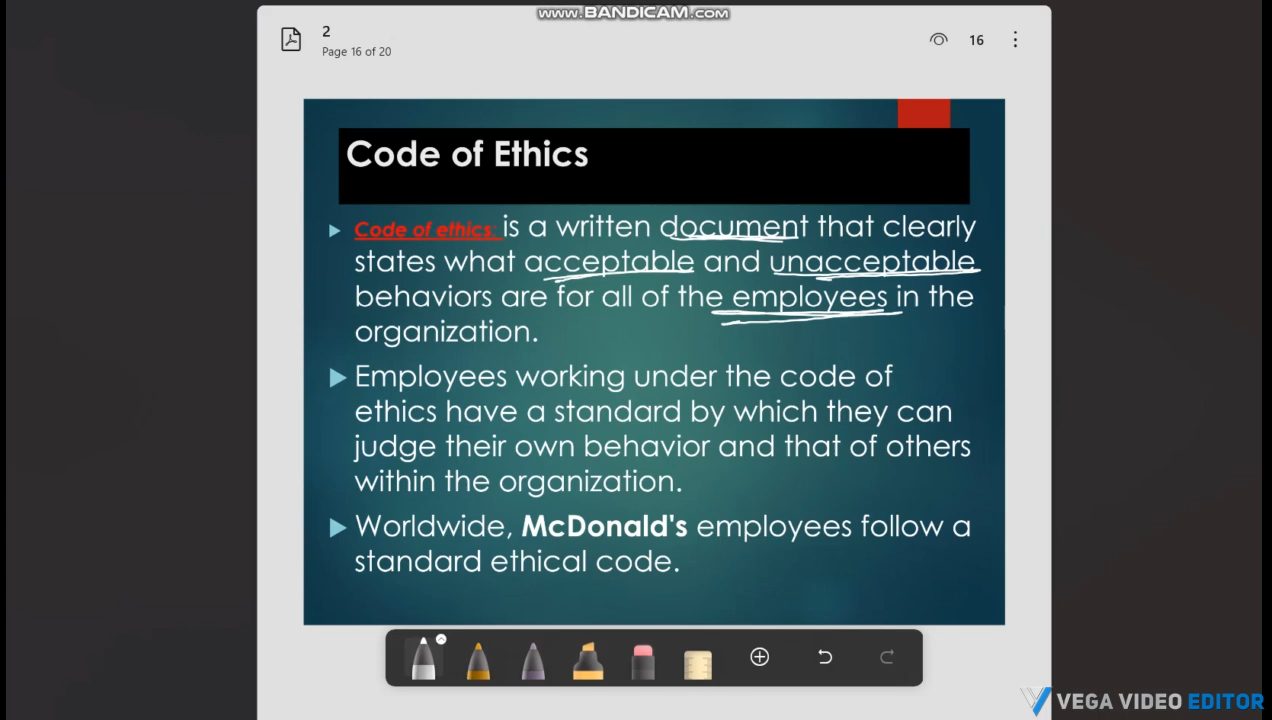 www.BANDICAM.com
2
Page 16 of 20
16
Code of Ethics
Code of ethics: is a written document that clearly
states what acceptable and unacceptable
behaviors are for all of the employees in the
organization.
Employees working under the code of
ethics have a standard by which they can
judge their own behavior and that of others
within the organization.
Worldwide, McDonald's employees follow a
standard ethical code.
VEGA VIDEO EDITOR